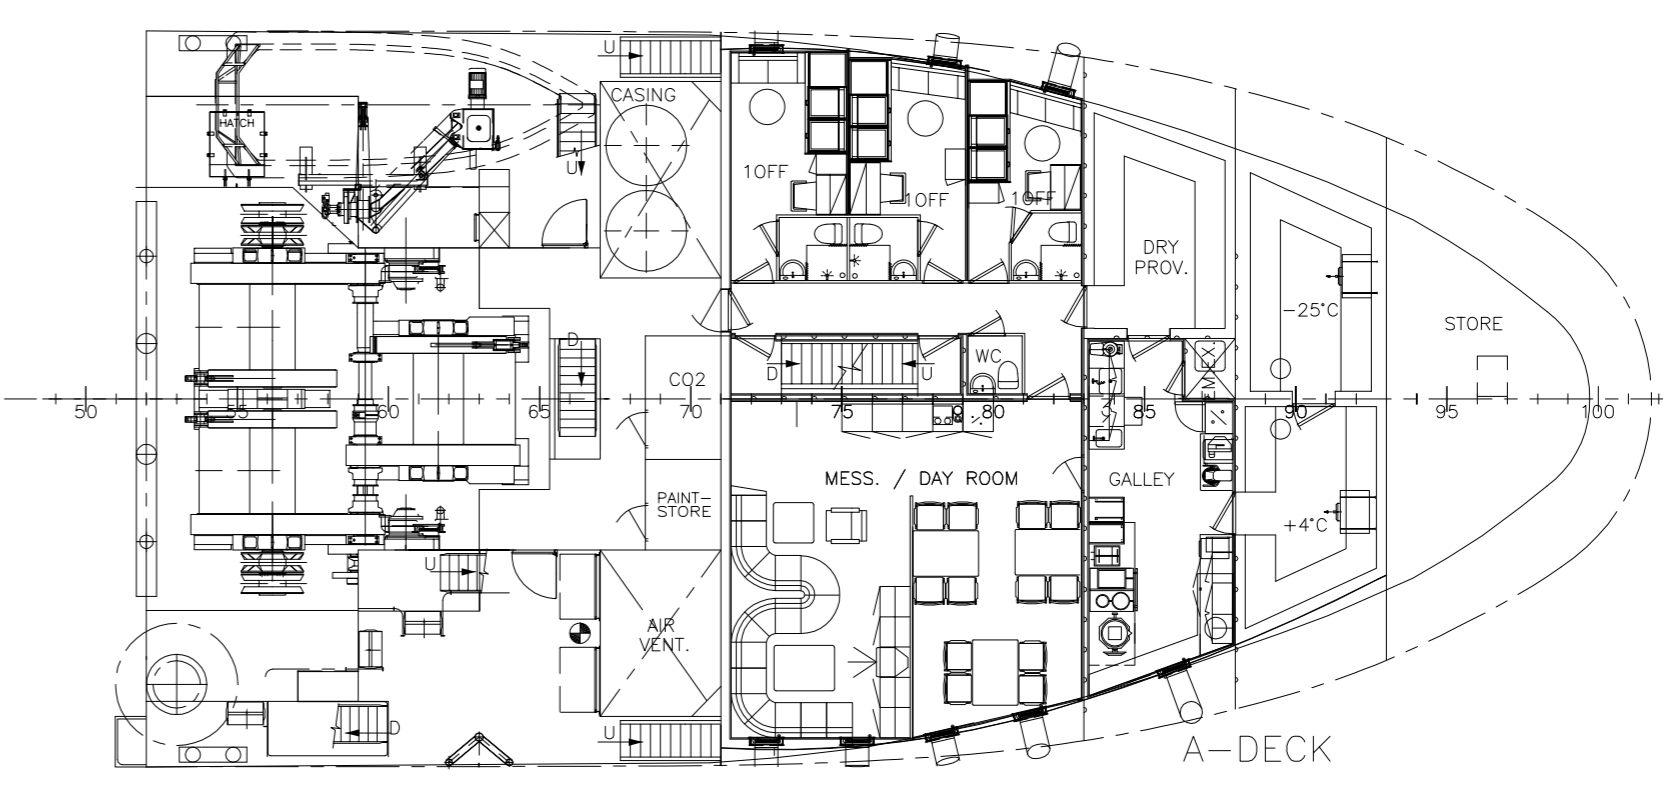 U
CASING
HATCH
U
1OFF
1OFF
1OFF
DRY
PROV.
-25°C
STORE
D
CO2
D
U
WC
EMEX
50
55
60
65
70
75
80
85
90
95
100
MESS. / DAY ROOM
GALLEY
PAINT-
STORE
+4°C
U
AIR
VENT.
D
U
A-DECK